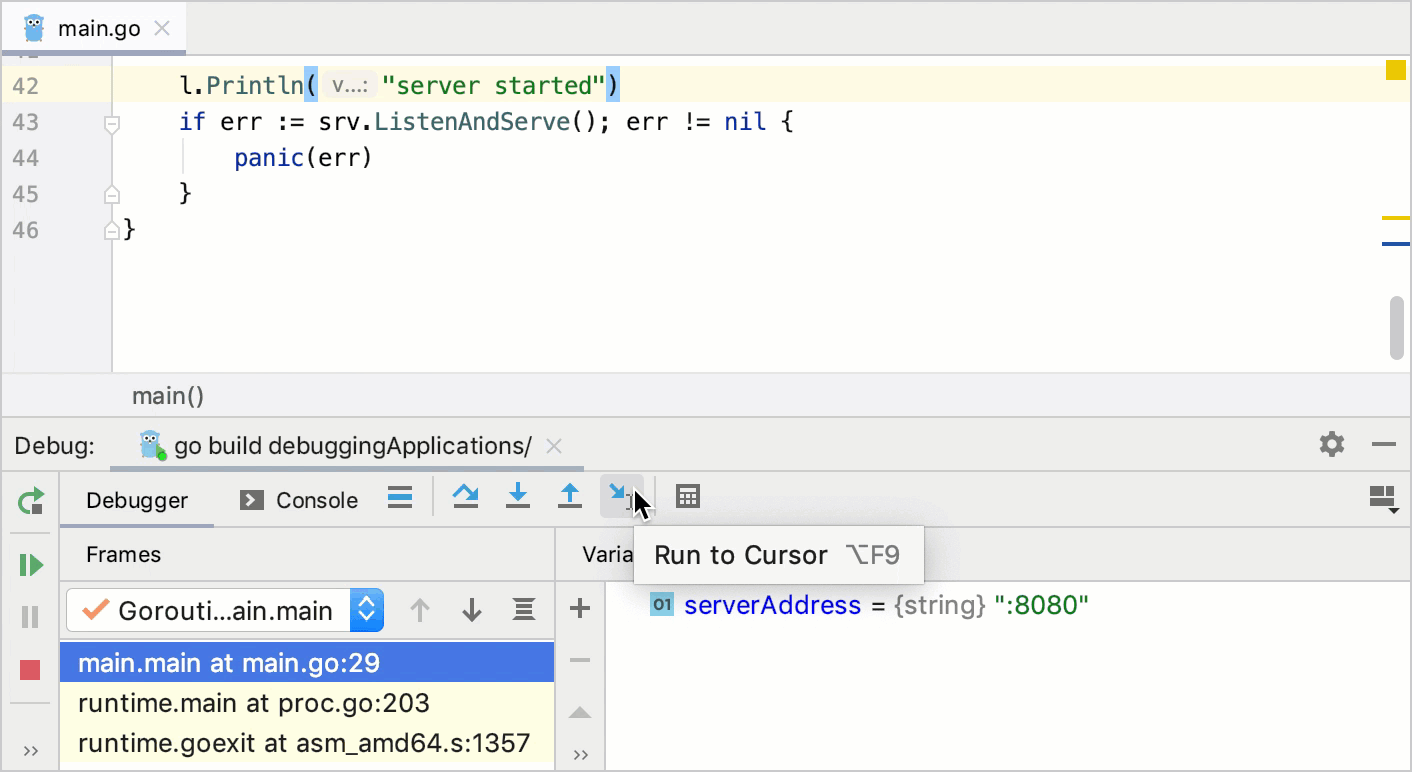 main.go
42 l.Println( v...: "server started")
43 if err := srv.ListenAndServe(); err != nil {
44 panic(err)
45 }
46 }
main()
Debug: go build debuggingApplications/
Debugger Console
Frames
Run to Cursor ⌥F9
Gorouti...ain.main
01 serverAddress = {string} ":8080"
main.main at main.go:29
runtime.main at proc.go:203
runtime.goexit at asm_amd64.s:1357